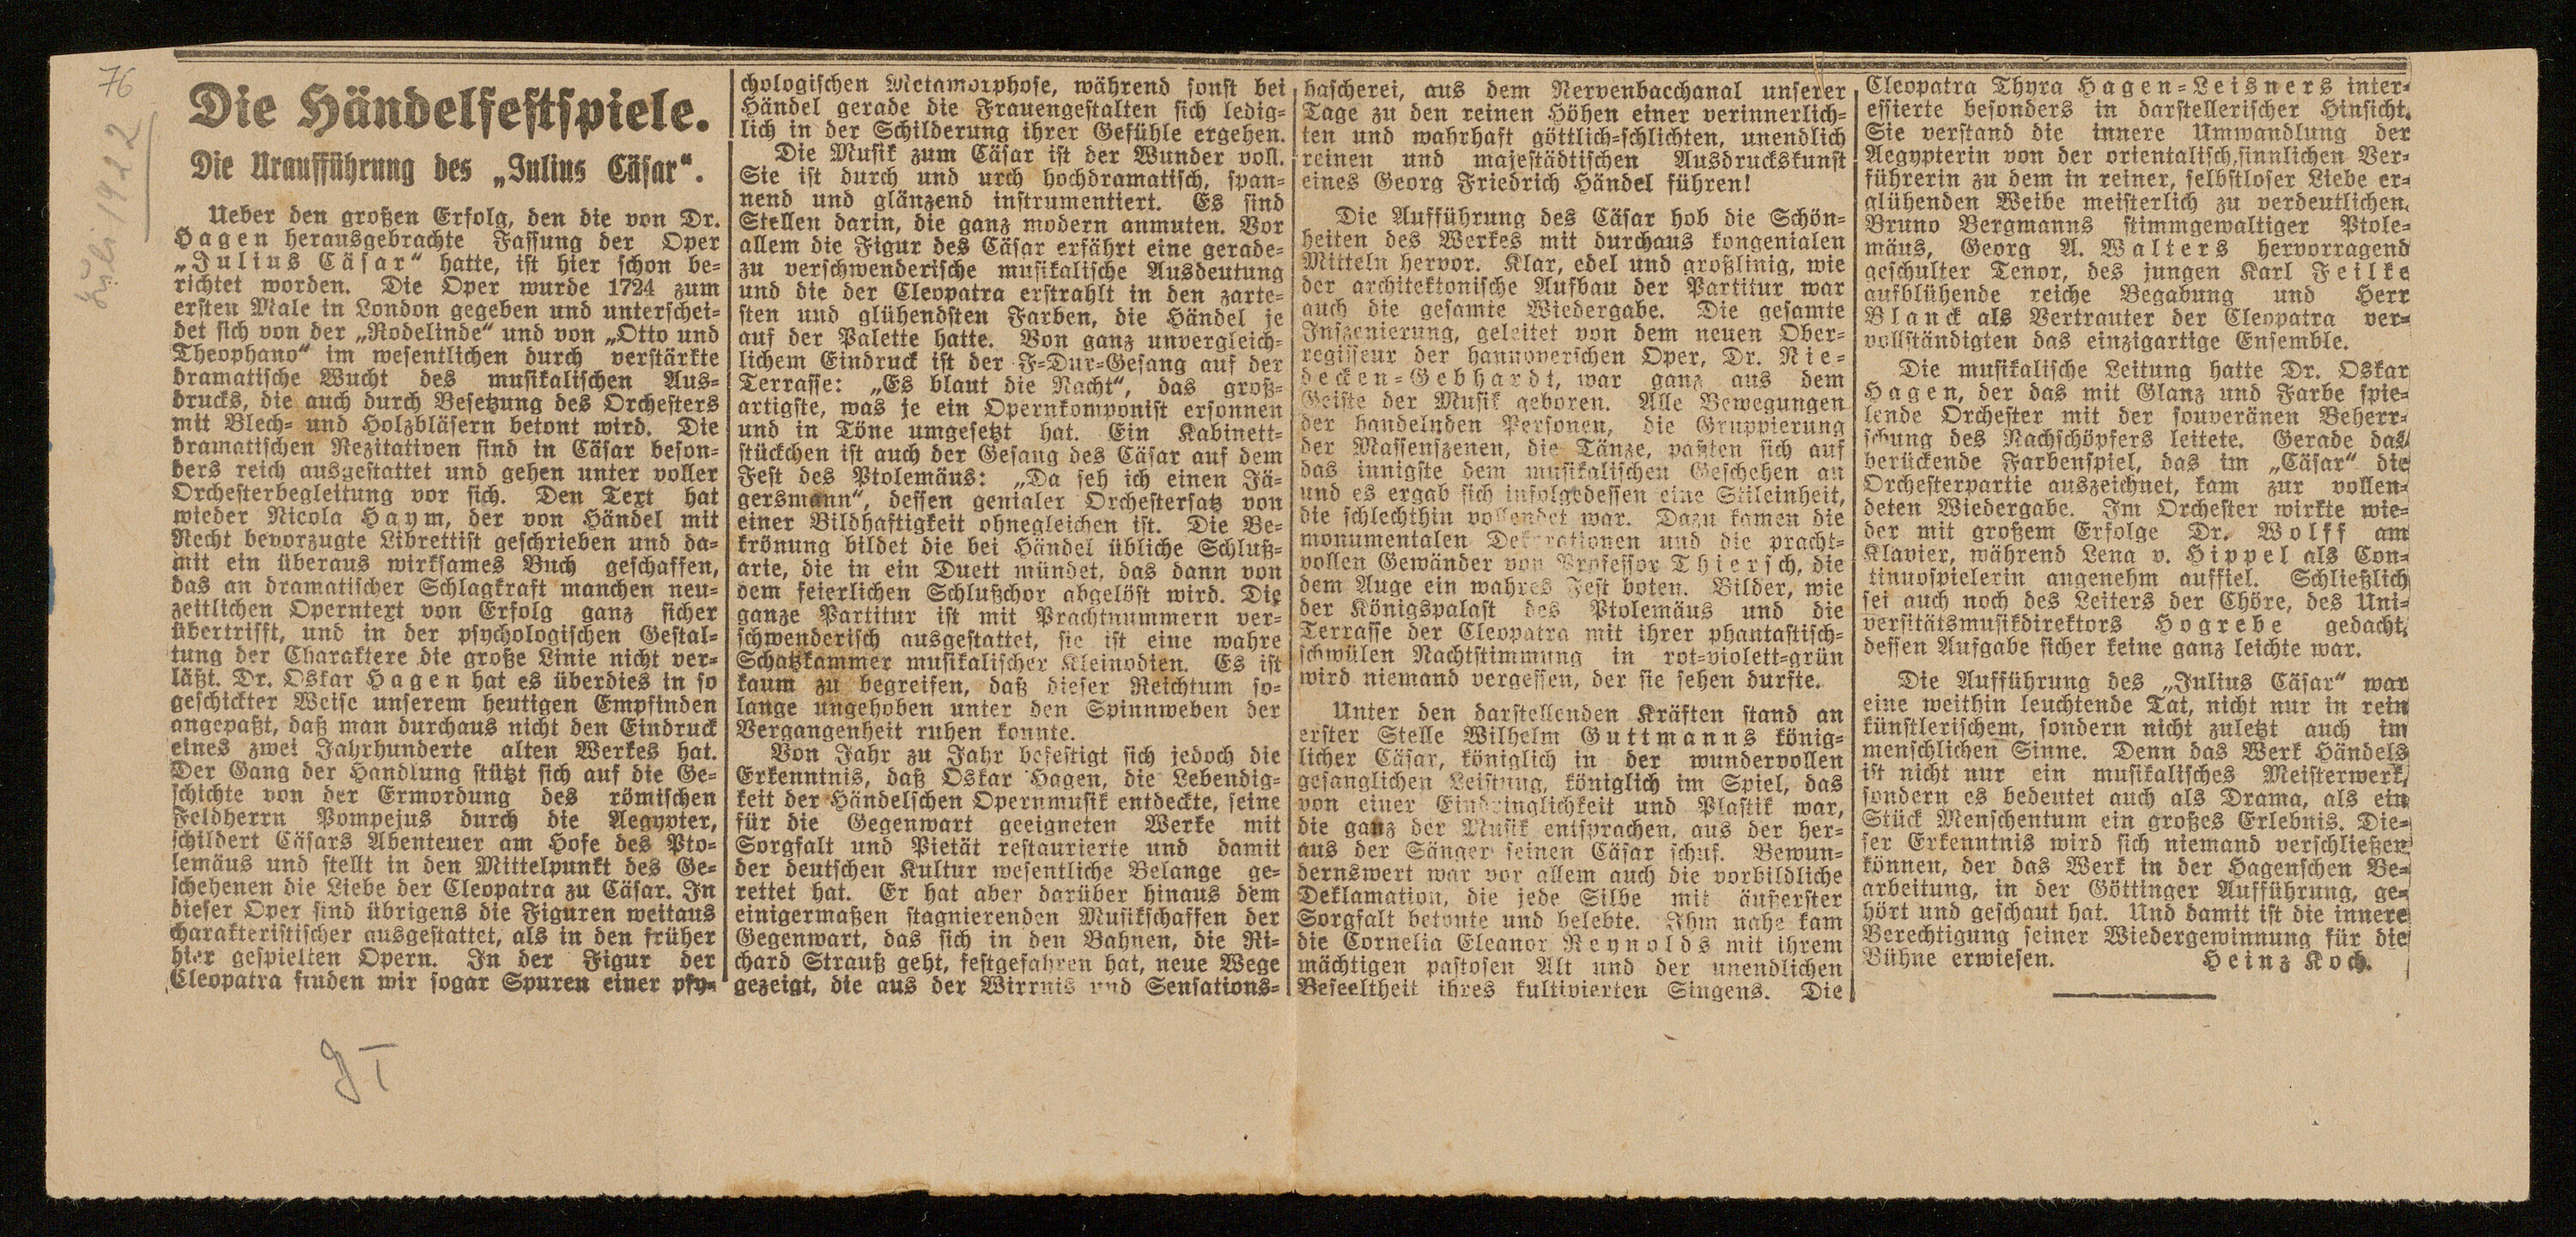 76
Juli 1922
Die Händelfestspiele.
Die Uraufführung des „Julius Cäsar“.
Ueber den großen Erfolg, den die von Dr.
Hagen herausgebrachte Fassung der Oper
„Julius Cäsar“ hatte, ist hier schon be-
richtet worden. Die Oper wurde 1724 zum
ersten Male in London gegeben und unterschei-
det sich von der „Rodelinde“ und von „Otto und
Theophano“ im wesentlichen durch verstärkte
dramatische Wucht des musikalischen Aus-
drucks, die auch durch Besetzung des Orchesters
mit Blech- und Holzbläsern betont wird. Die
dramatischen Rezitativen sind in Cäsar beson-
ders reich ausgestattet und gehen unter voller
Orchesterbegleitung vor sich. Den Text hat
wieder Nicola Haym, der von Händel mit
Recht bevorzugte Librettist geschrieben und da-
mit ein überaus wirksames Buch geschaffen,
das an dramatischer Schlagkraft manchen neu-
zeitlichen Operntext von Erfolg ganz sicher
übertrifft, und in der psychologischen Gestal-
tung der Charaktere die große Linie nicht ver-
läßt. Dr. Oskar Hagen hat es überdies in so
geschickter Weise unserem heutigen Empfinden
angepaßt, daß man durchaus nicht den Eindruck
eines zwei Jahrhunderte alten Werkes hat.
Der Gang der Handlung stützt sich auf die Ge-
schichte von der Ermordung des römischen
Feldherrn Pompejus durch die Aegypter,
schildert Cäsars Abenteuer am Hofe des Pto-
lemäus und stellt in den Mittelpunkt des Ge-
schehenen die Liebe der Cleopatra zu Cäsar. In
dieser Oper sind übrigens die Figuren weitaus
charakteristischer ausgestattet, als in den früher
hier gespielten Opern. In der Figur der
Cleopatra finden wir sogar Spuren einer psy-
chologischen Metamorphose, während sonst bei
Händel gerade die Frauengestalten sich ledig-
lich in der Schilderung ihrer Gefühle ergehen.
Die Musik zum Cäsar ist der Wunder voll.
Sie ist durch und urch hochdramatisch, span-
nend und glänzend instrumentiert. Es sind
Stellen darin, die ganz modern anmuten. Vor
allem die Figur des Cäsar erfährt eine gerade-
zu verschwenderische musikalische Ausdeutung
und die der Cleopatra erstrahlt in den zarte-
sten und glühendsten Farben, die Händel je
auf der Palette hatte. Von ganz unvergleich-
lichem Eindruck ist der F-Dur-Gesang auf der
Terrasse: „Es blaut die Nacht“, das groß-
artigste, was je ein Opernkomponist ersonnen
und in Töne umgesetzt hat. Ein Kabinett-
stückchen ist auch der Gesang des Cäsar auf dem
Fest des Ptolemäus: „Da seh ich einen Jä-
gersmann“, dessen genialer Orchestersatz von
einer Bildhaftigkeit ohnegleichen ist. Die Be-
krönung bildet die bei Händel übliche Schluß-
arie, die in ein Duett mündet, das dann von
dem feierlichen Schlußchor abgelöst wird. Die
ganze Partitur ist mit Prachtnummern ver-
schwenderisch ausgestattet, sie ist eine wahre
Schatzkammer musikalischer Kleinodien. Es ist
kaum zu begreifen, daß dieser Reichtum so-
lange ungehoben unter den Spinnweben der
Vergangenheit ruhen konnte.
Von Jahr zu Jahr befestigt sich jedoch die
Erkenntnis, daß Oskar Hagen, die Lebendig-
keit der Händelschen Opernmusik entdeckte, seine
für die Gegenwart geeigneten Werke mit
Sorgfalt und Pietät restaurierte und damit
der deutschen Kultur wesentliche Belange ge-
rettet hat. Er hat aber darüber hinaus dem
einigermaßen stagnierenden Musikschaffen der
Gegenwart, das sich in den Bahnen, die Ri-
chard Strauß geht, festgefahren hat, neue Wege
gezeigt, die aus der Wirrnis und Sensations-
hascherei, aus dem Nervenbacchanal unserer
Tage zu den reinen Höhen einer verinnerlich-
ten und wahrhaft göttlich-schlichten, unendlich
reinen und majestädtischen Ausdruckskunst
eines Georg Friedrich Händel führen!
Die Aufführung des Cäsar hob die Schön-
heiten des Werkes mit durchaus kongenialen
Mitteln hervor. Klar, edel und großlinig, wie
der architektonische Aufbau der Partitur war
auch die gesamte Wiedergabe. Die gesamte
Inszenierung, geleitet von dem neuen Ober-
regisseur der hannoverschen Oper, Dr. Nie-
decken-Gebhardt, war ganz aus dem
Geiste der Musik geboren. Alle Bewegungen
der handelnden Personen, die Gruppierung
der Massenszenen, die Tänze, paßten sich auf
das innigste dem musikalischen Geschehen an
und es ergab sich infolgedessen eine Stileinheit,
die schlechthin vollendet war. Dazu kamen die
monumentalen Dekorationen und die pracht-
vollen Gewänder von Professor Thiersch, die
dem Auge ein wahres Fest boten. Bilder, wie
der Königspalast des Ptolemäus und die
Terrasse der Cleopatra mit ihrer phantastisch-
schwülen Nachtstimmung in rot-violett-grün
wird niemand vergessen, der sie sehen durfte.
Unter den darstellenden Kräften stand an
erster Stelle Wilhelm Guttmanns könig-
licher Cäsar, königlich in der wundervollen
gesanglichen Leistung, königlich im Spiel, das
von einer Eindringlichkeit und Plastik war,
die ganz der Musik entsprachen, aus der her-
aus der Sänger seinen Cäsar schuf. Bewun-
dernswert war vor allem auch die vorbildliche
Deklamation, die jede Silbe mit äußerster
Sorgfalt betonte und belebte. Ihm nahe kam
die Cornelia Eleanor Reynolds mit ihrem
mächtigen pastosen Alt und der unendlichen
Beseeltheit ihres kultivierten Singens. Die
Cleopatra Thyra Hagen-Leisners inter-
essierte besonders in darstellerischer Hinsicht.
Sie verstand die innere Umwandlung der
Aegypterin von der orientalisch,sinnlichen Ver-
führerin zu dem in reiner, selbstloser Liebe er-
glühenden Weibe meisterlich zu verdeutlichen.
Bruno Bergmanns stimmgewaltiger Ptole-
mäus, Georg A. Walters hervorragend
geschulter Tenor, des jungen Karl Feilke
aufblühende reiche Begabung und Herr
Blanck als Vertrauter der Cleopatra ver-
vollständigten das einzigartige Ensemble.
Die musikalische Leitung hatte Dr. Oskar
Hagen, der das mit Glanz und Farbe spie-
lende Orchester mit der souveränen Beherr-
schung des Nachschöpfers leitete. Gerade das
berückende Farbenspiel, das im „Cäsar“ die
Orchesterpartie auszeichnet, kam zur vollen-
deten Wiedergabe. Im Orchester wirkte wie-
der mit großem Erfolge Dr. Wolff am
Klavier, während Lena v. Hippel als Con-
tinuospielerin angenehm auffiel. Schließlich
sei auch noch des Leiters der Chöre, des Uni-
versitätsmusikdirektors Hogrebe gedacht,
dessen Aufgabe sicher keine ganz leichte war.
Die Aufführung des „Julius Cäsar“ war
eine weithin leuchtende Tat, nicht nur in rein
künstlerischem, sondern nicht zuletzt auch im
menschlichen Sinne. Denn das Werk Händels
ist nicht nur ein musikalisches Meisterwerk,
sondern es bedeutet auch als Drama, als ein
Stück Menschentum ein großes Erlebnis. Die-
ser Erkenntnis wird sich niemand verschließen
können, der das Werk in der Hagenschen Be-
arbeitung, in der Göttinger Aufführung, ge-
hört und geschaut hat. Und damit ist die innere
Berechtigung seiner Wiedergewinnung für die
Bühne erwiesen. Heinz Koch.